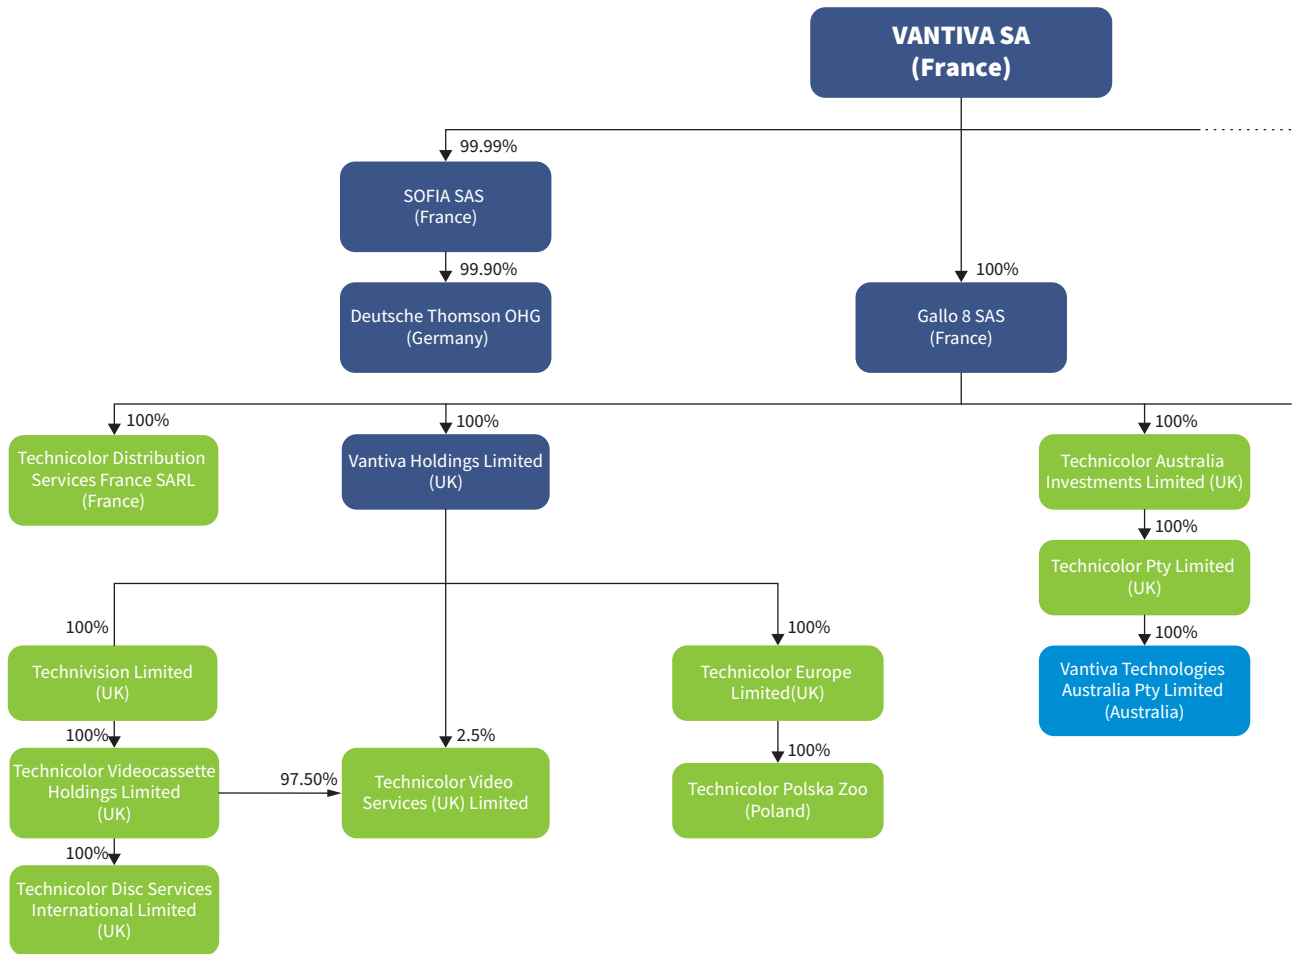 VANTIVA SA
(France)
99.99%
SOFIA SAS
(France)
99.90%
100%
Deutsche Thomson OHG
(Germany)
Gallo 8 SAS
(France)
100%
100%
100%
Technicolor Distribution
Services France SARL
(France)
Vantiva Holdings Limited
(UK)
Technicolor Australia
Investments Limited (UK)
100%
Technicolor Pty Limited
(UK)
100%
100%
100%
Technivision Limited
(UK)
Technicolor Europe
Limited(UK)
Vantiva Technologies
Australia Pty Limited
(Australia)
100%
2.5%
100%
Technicolor Videocassette
Holdings Limited
(UK)
97.50%
Technicolor Video
Services (UK) Limited
Technicolor Polska Zoo
(Poland)
100%
Technicolor Disc Services
International Limited
(UK)